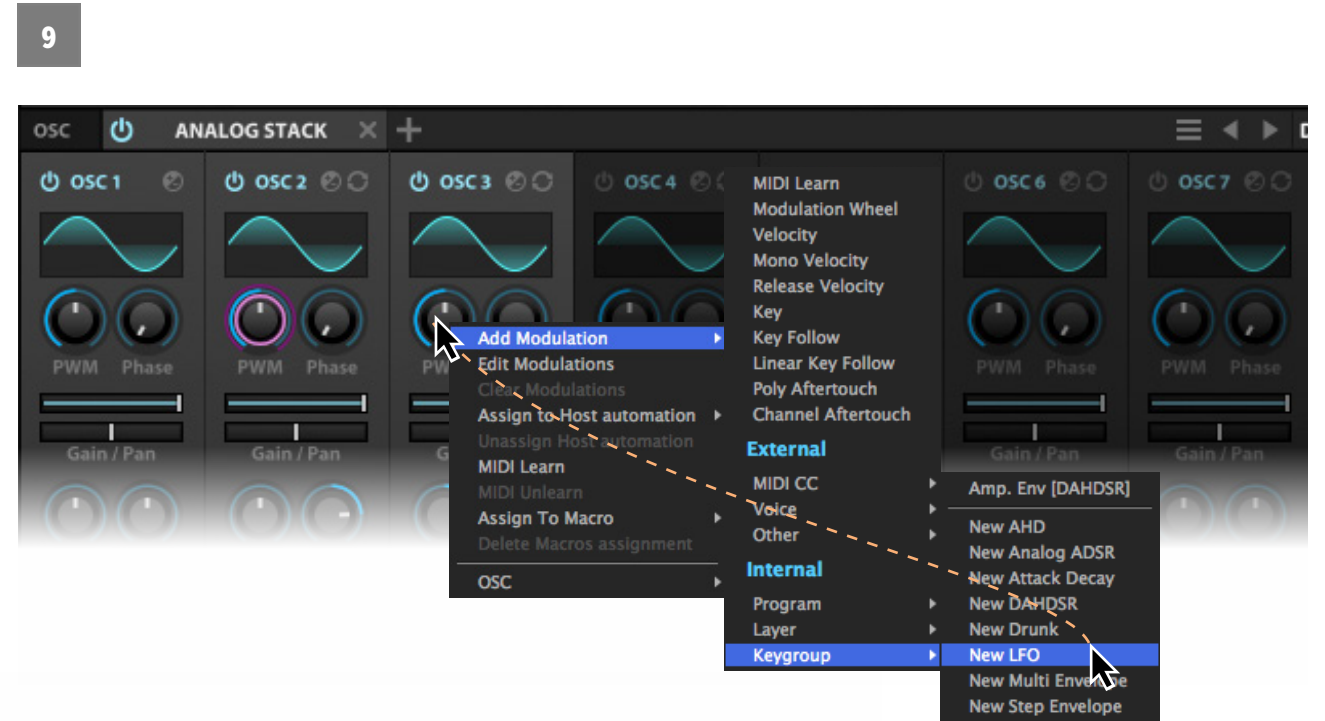 9
OSC ANALOG STACK
OSC 1 OSC 2 OSC 3 OSC 4 OSC 6 OSC 7
PWM Phase PWM Phase PWM Phase PWM Phase
Gain / Pan Gain / Pan Gain / Pan Gain / Pan
Add Modulation
Edit Modulations
Clear Modulations
Assign to Host automation
Unassign Host automation
MIDI Learn
MIDI Unlearn
Assign To Macro
Delete Macros assignment
OSC
MIDI Learn
Modulation Wheel
Velocity
Mono Velocity
Release Velocity
Key
Key Follow
Linear Key Follow
Poly Aftertouch
Channel Aftertouch
External
MIDI CC
Voice
Other
Internal
Program
Layer
Keygroup
Amp. Env [DAHDSR]
New AHD
New Analog ADSR
New Attack Decay
New DAHDSR
New Drunk
New LFO
New Multi Envelope
New Step Envelope